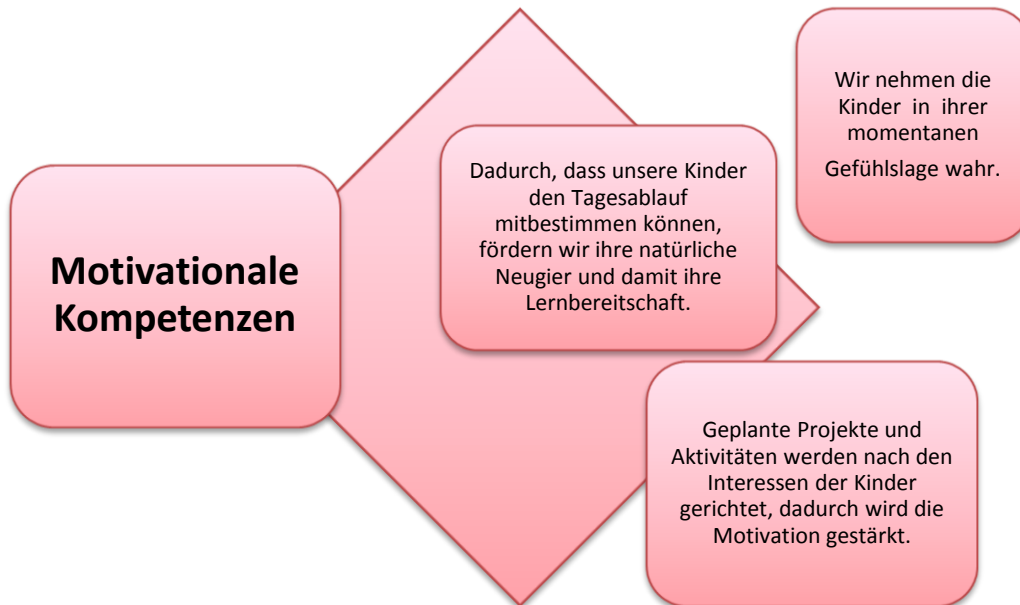 Motivationale
Kompetenzen
Wir nehmen die
Kinder in ihrer
momentanen
Gefühlslage wahr.
Dadurch, dass unsere Kinder
den Tagesablauf
mitbestimmen können,
fördern wir ihre natürliche
Neugier und damit ihre
Lernbereitschaft.
Geplante Projekte und
Aktivitäten werden nach den
Interessen der Kinder
gerichtet, dadurch wird die
Motivation gestärkt.